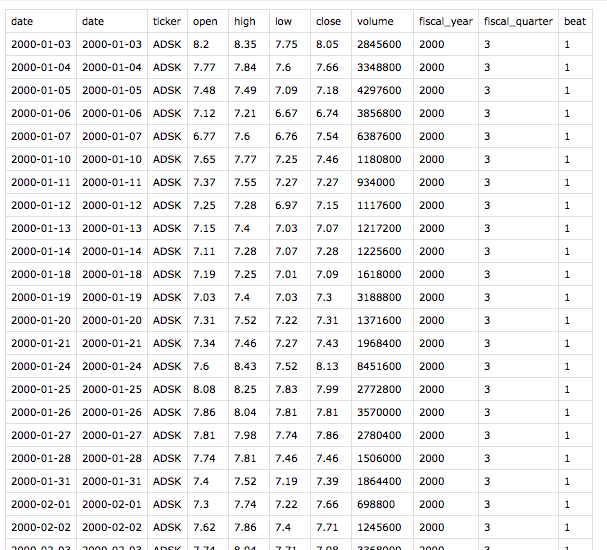 date date ticker open high low close volume fiscal_year fiscal_quarter beat
2000-01-03 2000-01-03 ADSK 8.2 8.35 7.75 8.05 2845600 2000 3 1
2000-01-04 2000-01-04 ADSK 7.77 7.84 7.6 7.66 3348800 2000 3 1
2000-01-05 2000-01-05 ADSK 7.48 7.49 7.09 7.18 4297600 2000 3 1
2000-01-06 2000-01-06 ADSK 7.12 7.21 6.67 6.74 3856800 2000 3 1
2000-01-07 2000-01-07 ADSK 6.77 7.6 6.76 7.54 6387600 2000 3 1
2000-01-10 2000-01-10 ADSK 7.65 7.77 7.25 7.46 1180800 2000 3 1
2000-01-11 2000-01-11 ADSK 7.37 7.55 7.27 7.27 934000 2000 3 1
2000-01-12 2000-01-12 ADSK 7.25 7.28 6.97 7.15 1117600 2000 3 1
2000-01-13 2000-01-13 ADSK 7.15 7.4 7.03 7.07 1217200 2000 3 1
2000-01-14 2000-01-14 ADSK 7.11 7.28 7.07 7.28 1225600 2000 3 1
2000-01-18 2000-01-18 ADSK 7.19 7.25 7.01 7.09 1618000 2000 3 1
2000-01-19 2000-01-19 ADSK 7.03 7.4 7.03 7.3 3188800 2000 3 1
2000-01-20 2000-01-20 ADSK 7.31 7.52 7.22 7.31 1371600 2000 3 1
2000-01-21 2000-01-21 ADSK 7.34 7.46 7.27 7.43 1968400 2000 3 1
2000-01-24 2000-01-24 ADSK 7.6 8.43 7.52 8.13 8451600 2000 3 1
2000-01-25 2000-01-25 ADSK 8.08 8.25 7.83 7.99 2772800 2000 3 1
2000-01-26 2000-01-26 ADSK 7.86 8.04 7.81 7.81 3570000 2000 3 1
2000-01-27 2000-01-27 ADSK 7.81 7.98 7.74 7.86 2780400 2000 3 1
2000-01-28 2000-01-28 ADSK 7.74 7.81 7.46 7.46 1506000 2000 3 1
2000-01-31 2000-01-31 ADSK 7.4 7.52 7.19 7.39 1864400 2000 3 1
2000-02-01 2000-02-01 ADSK 7.3 7.74 7.22 7.66 698800 2000 3 1
2000-02-02 2000-02-02 ADSK 7.62 7.86 7.4 7.71 1245600 2000 3 1